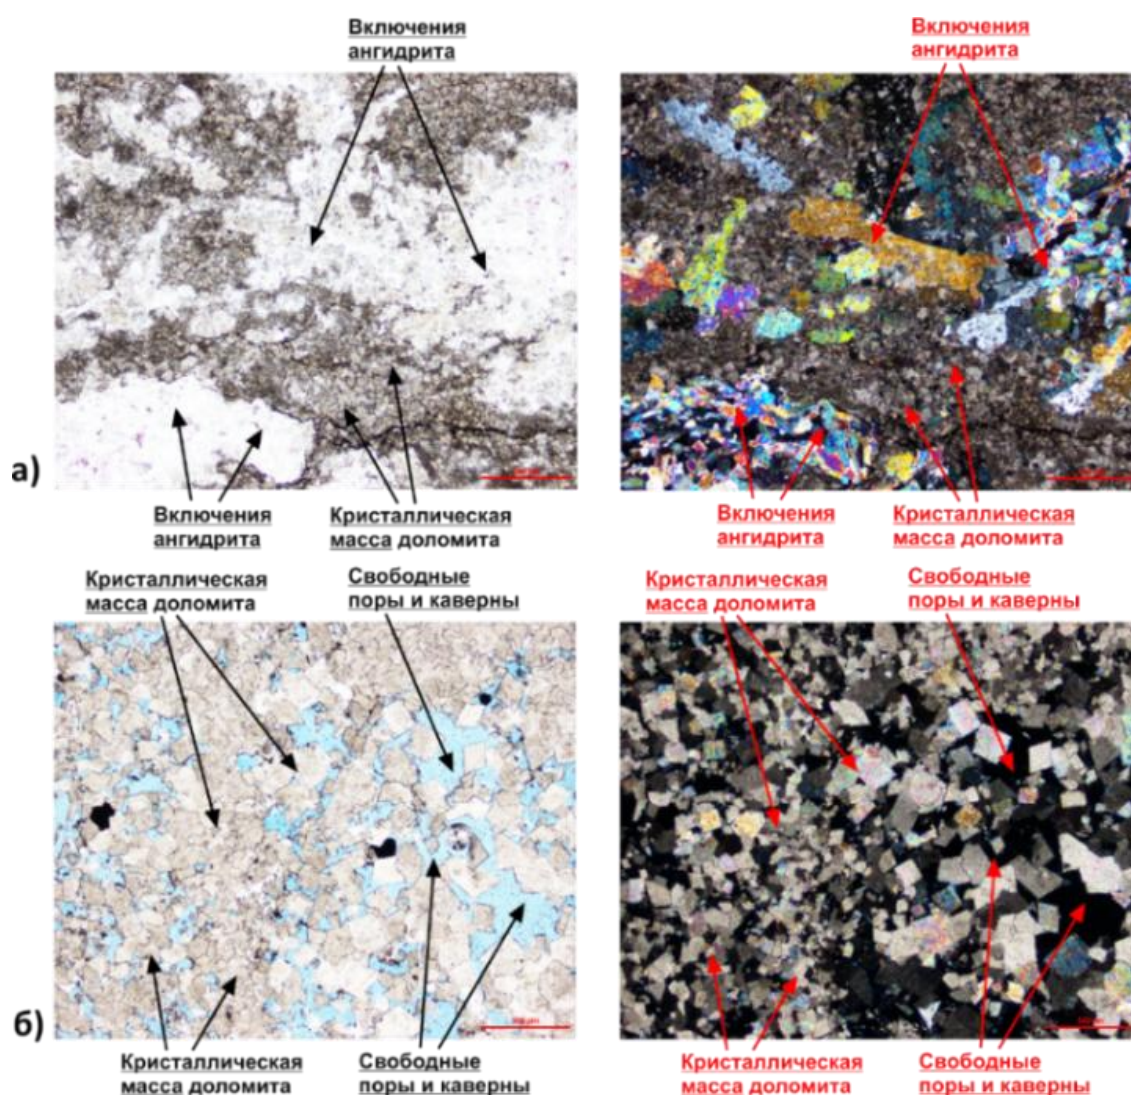 Включения
ангидрита
Включения
ангидрита
а)
Включения
ангидрита
Кристаллическая
масса доломита
Включения
ангидрита
Кристаллическая
масса доломита
Кристаллическая
масса доломита
Свободные
поры и каверны
Кристаллическая
масса доломита
Свободные
поры и каверны
б)
Кристаллическая
масса доломита
Свободные
поры и каверны
Кристаллическая
масса доломита
Свободные
поры и каверны